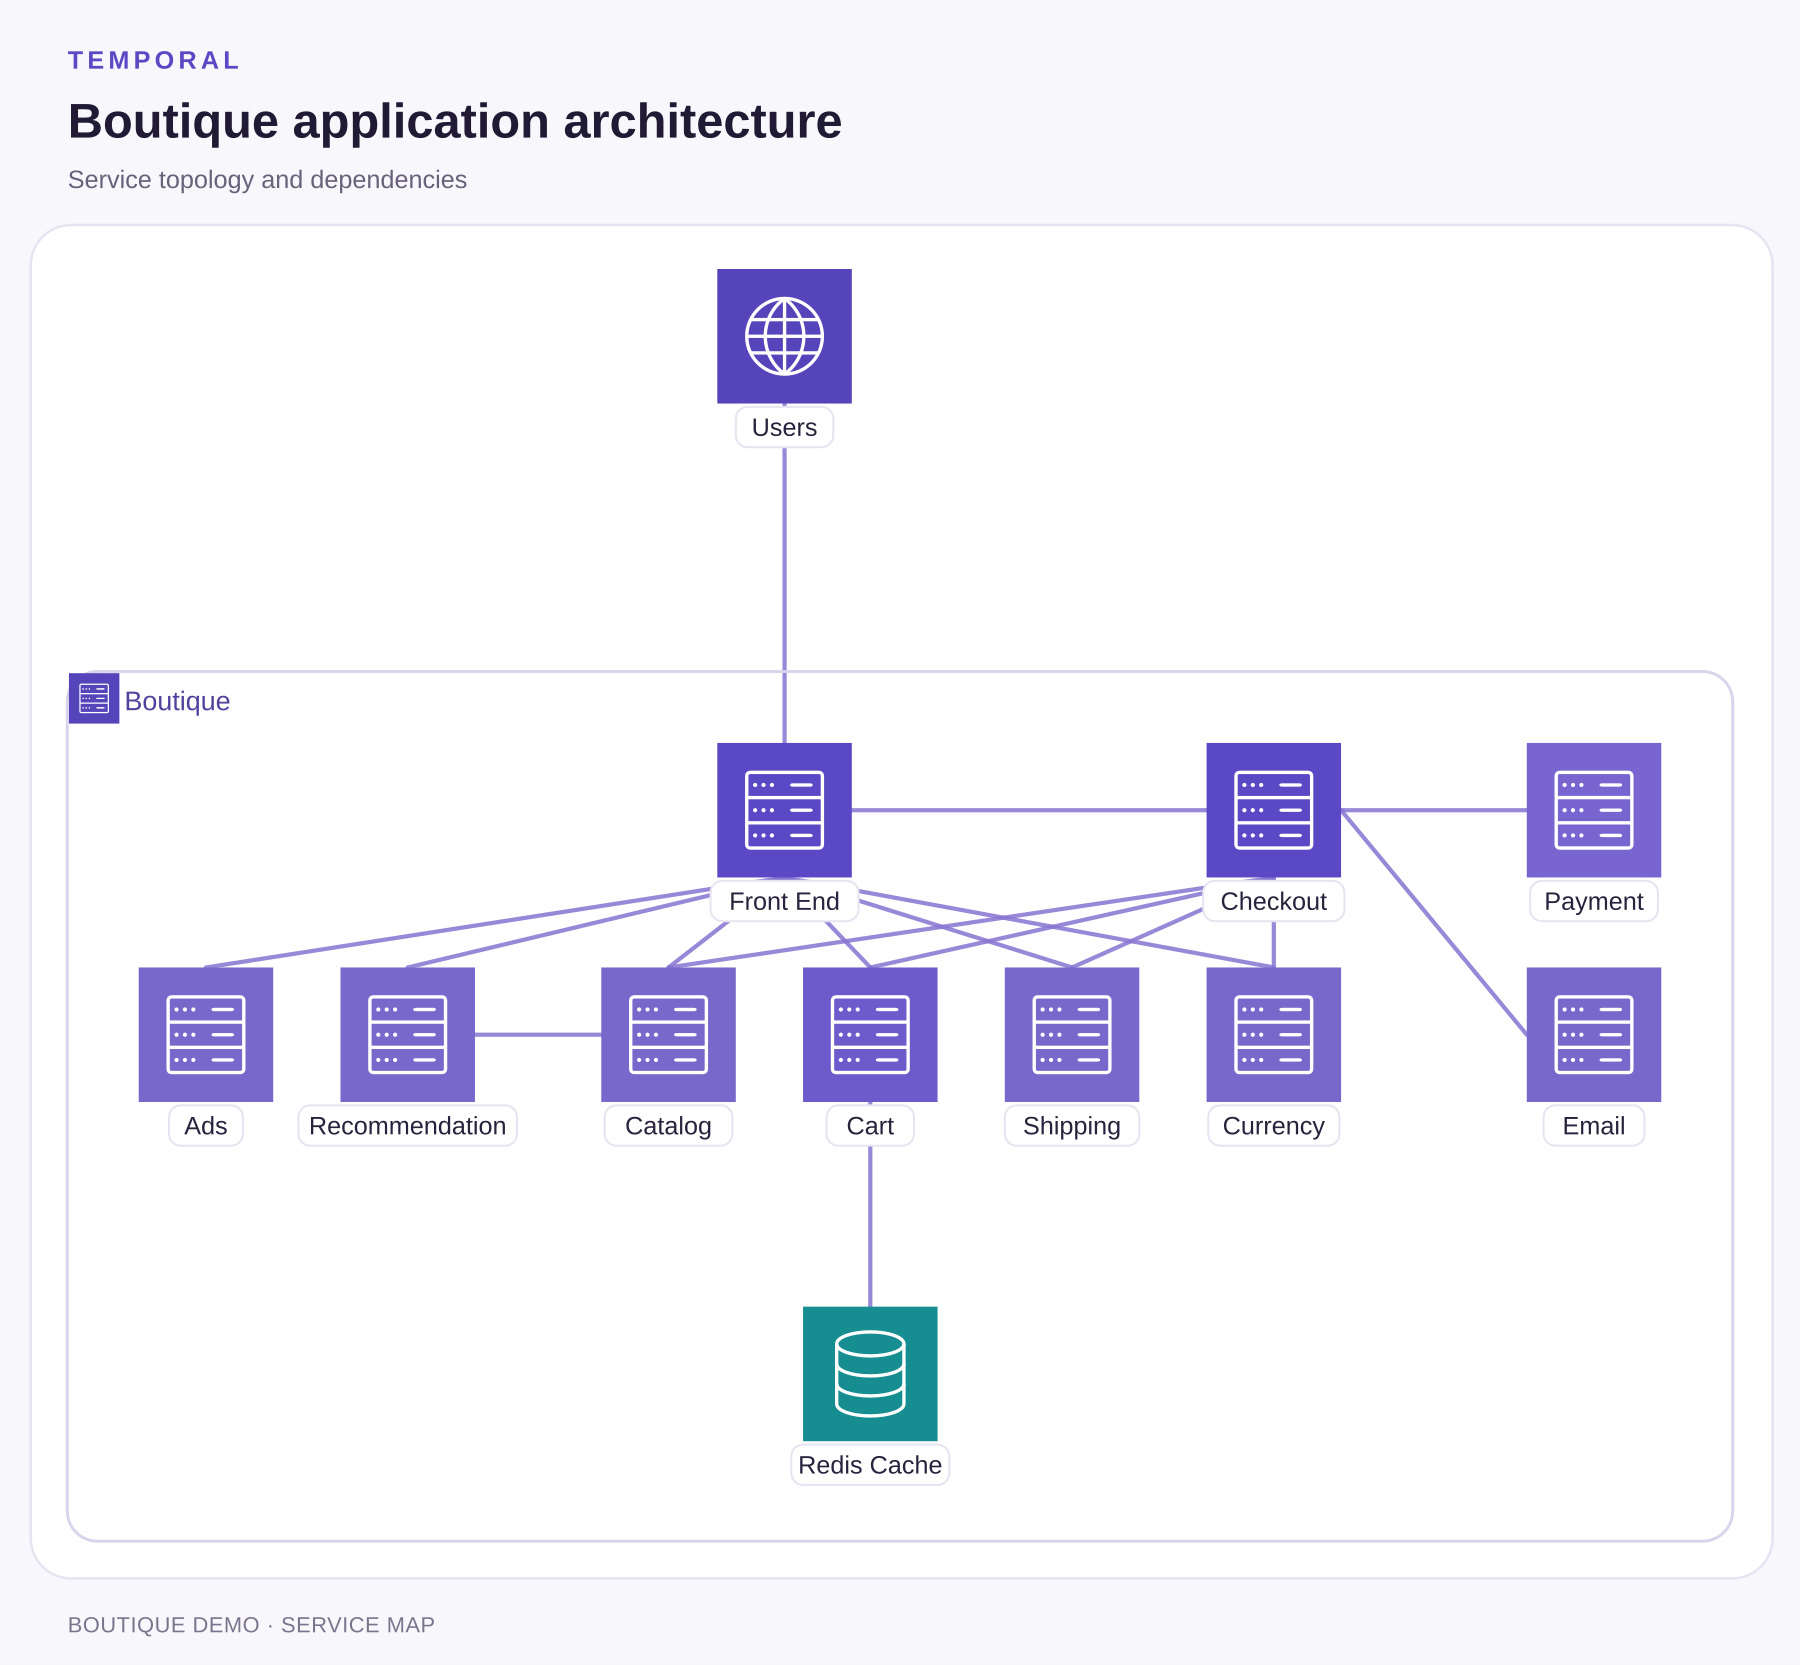 TEMPORAL
Boutique application architecture
Service topology and dependencies
Users
Boutique
Front End
Checkout
Payment
Ads
Recommendation
Catalog
Cart
Shipping
Currency
Email
Redis Cache
BOUTIQUE DEMO · SERVICE MAP